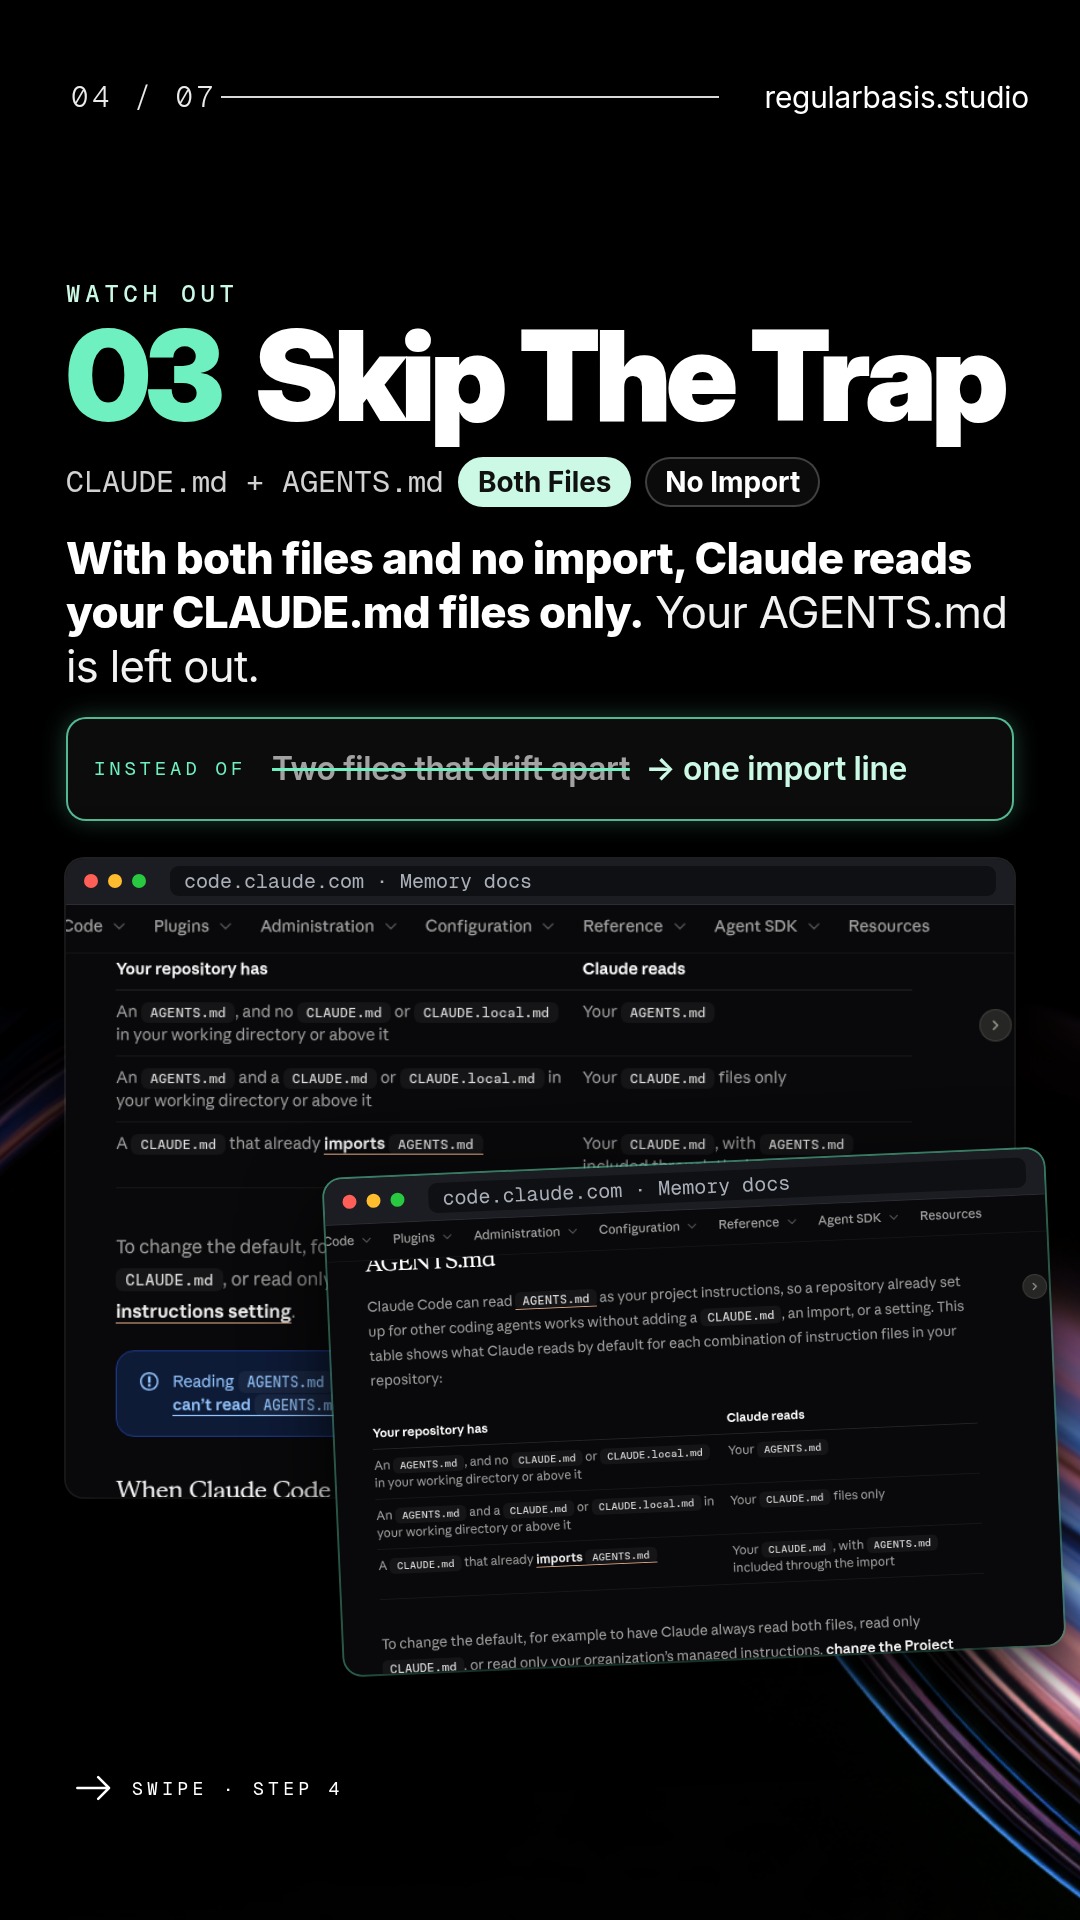 04 / 07
regularbasis.studio
WATCH OUT
03 Skip The Trap
CLAUDE.md + AGENTS.md Both Files No Import
With both files and no import, Claude reads
your CLAUDE.md files only. Your AGENTS.md
is left out.
INSTEAD OF Two files that drift apart → one import line
code.claude.com · Memory docs
Code Plugins Administration Configuration Reference Agent SDK Resources
Your repository has Claude reads
An AGENTS.md, and no CLAUDE.md or CLAUDE.local.md
in your working directory or above it
Your AGENTS.md
An AGENTS.md and a CLAUDE.md or CLAUDE.local.md in
your working directory or above it
Your CLAUDE.md files only
A CLAUDE.md that already imports AGENTS.md
Your CLAUDE.md, with AGENTS.md
To change the default,
CLAUDE.md, or read only
instructions setting.
Reading AGENTS.md
can't read
When Claude Code
code.claude.com · Memory docs
Code Plugins Administration Configuration Reference Agent SDK Resources
AGENTS.md
Claude Code can read AGENTS.md as your project instructions, so a repository already set
up for other coding agents works without adding a CLAUDE.md, an import, or a setting. This
table shows what Claude reads by default for each combination of instruction files in your
repository:
Your repository has Claude reads
An AGENTS.md, and no CLAUDE.md or CLAUDE.local.md
in your working directory or above it
Your AGENTS.md
An AGENTS.md and a CLAUDE.md or CLAUDE.local.md in
your working directory or above it
Your CLAUDE.md files only
A CLAUDE.md that already imports AGENTS.md
Your CLAUDE.md, with AGENTS.md
included through the import
To change the default, for example to have Claude always read both files, read only
CLAUDE.md, or read only your organization's managed instructions, change the Project
→ SWIPE · STEP 4